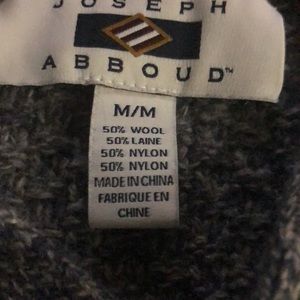 JOSEPH
ABBOUD™
M/M
50% WOOL
50% LAINE
50% NYLON
50% NYLON
MADE IN CHINA
FABRIQUE EN
CHINE